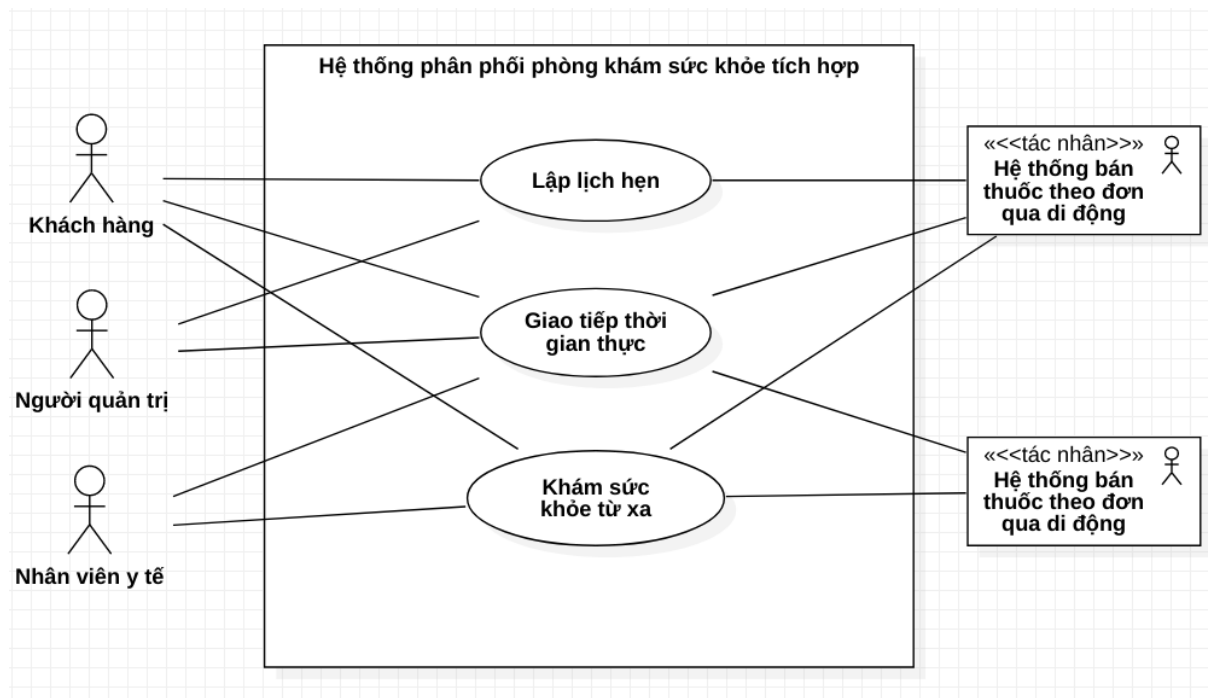 Hệ thống phân phối phòng khám sức khỏe tích hợp
Khách hàng
Người quản trị
Nhân viên y tế
Lập lịch hẹn
Giao tiếp thời
gian thực
Khám sức
khỏe từ xa
«<<tác nhân>>»
Hệ thống bán
thuốc theo đơn
qua di động
«<<tác nhân>>»
Hệ thống bán
thuốc theo đơn
qua di động